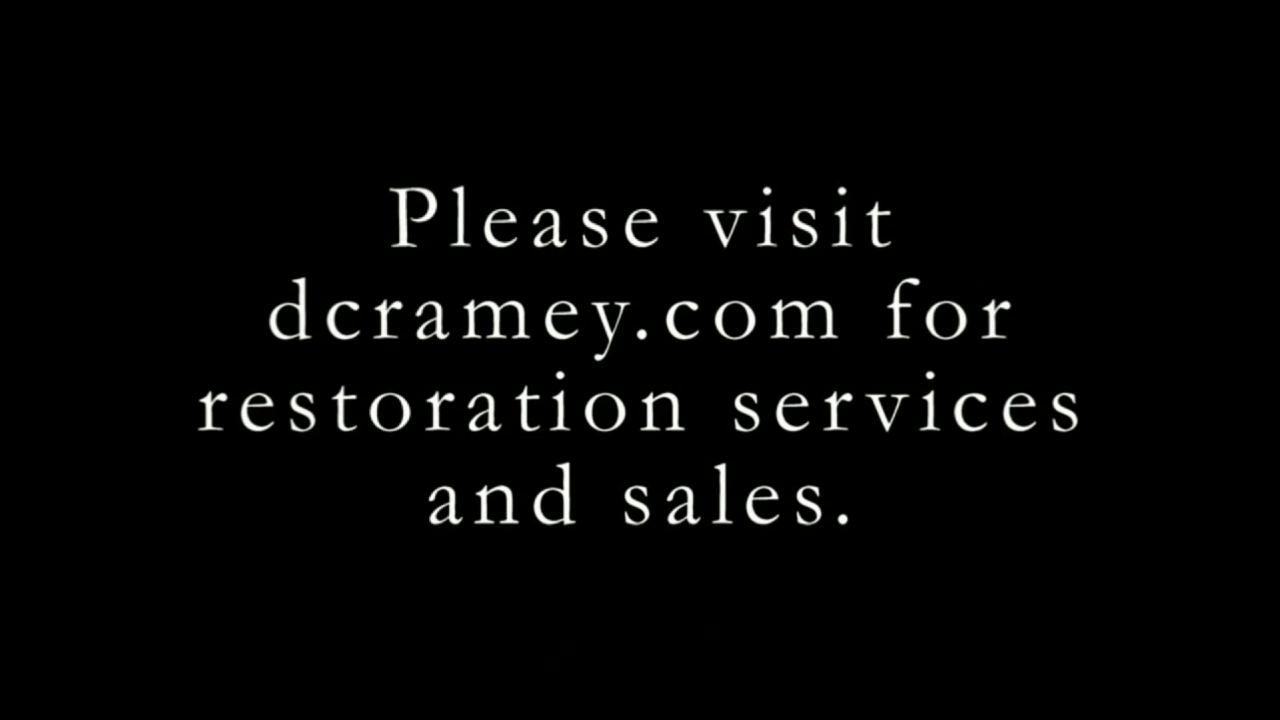 Please visit
dcramey.com for
restoration services
and sales.